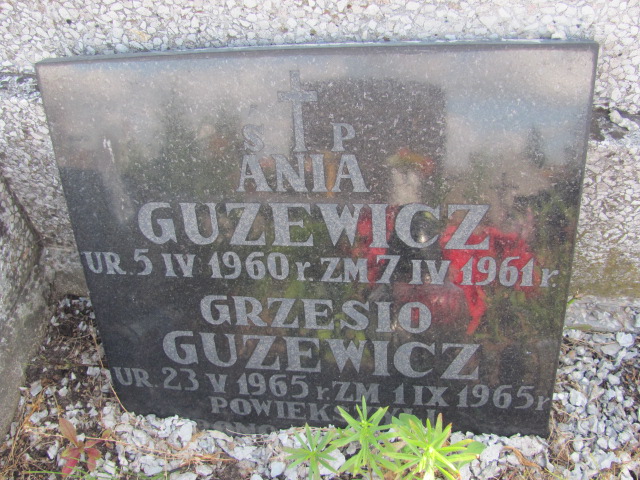 Ś P
ANIA
GUZEWICZ
UR. 5 IV 1960 r. ZM 7 IV 1961 r
GRZESIO
GUZEWICZ
UR. 23 V 1965 r. ZM 1 IX 1965 r